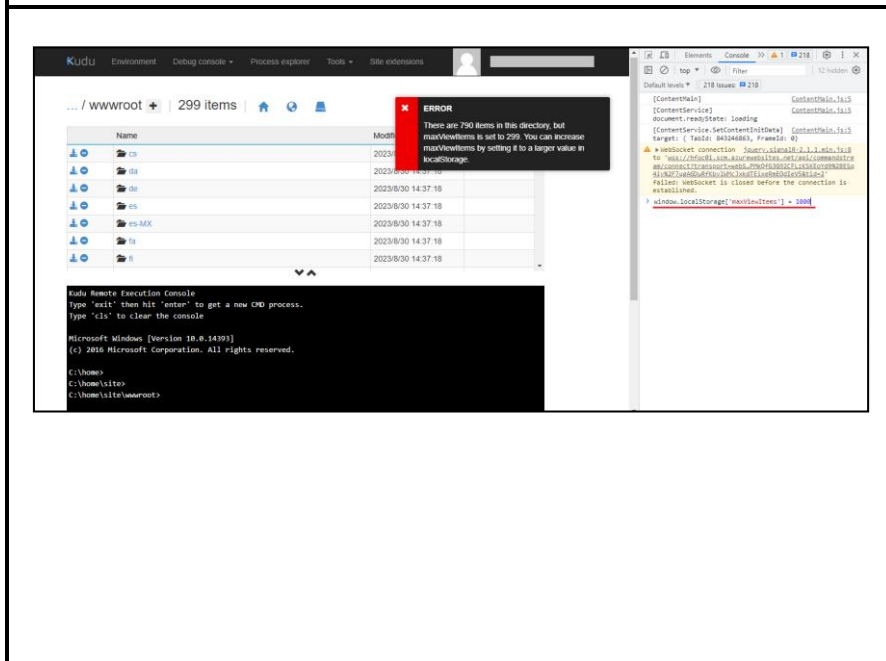 Kudu Environment Debug console Process explorer Tools Site extensions
... / wwwroot + 299 items
ERROR
There are 790 items in this directory, but
maxViewItems is set to 299. You can increase
maxViewItems by setting it to a larger value in
localStorage.
Name
cs
da
de 2023/8/30 14:37:18
es 2023/8/30 14:37:18
es-MX 2023/8/30 14:37:18
fa 2023/8/30 14:37:18
fi 2023/8/30 14:37:18
Kudu Remote Execution Console
Type 'exit' then hit 'enter' to get a new CMD process.
Type 'cls' to clear the console
Microsoft Windows [Version 10.0.14393]
(c) 2016 Microsoft Corporation. All rights reserved.
C:\home>
C:\home\site>
C:\home\site\wwwroot>
Elements Console >> 1 218
top Filter 12 hidden
Default levels 218 Issues: 218
[ContentMain] ContentMain.js:5
[ContentService] ContentMain.js:5
document.readyState: loading
[ContentService.SetContentInitData] ContentMain.js:5
target: { TabId: 843246863, FrameId: 0}
WebSocket connection jquery.signalR-2.1.1.min.js:8
failed: WebSocket is closed before the connection is
established.
> window.localStorage['maxViewItems'] = 1000